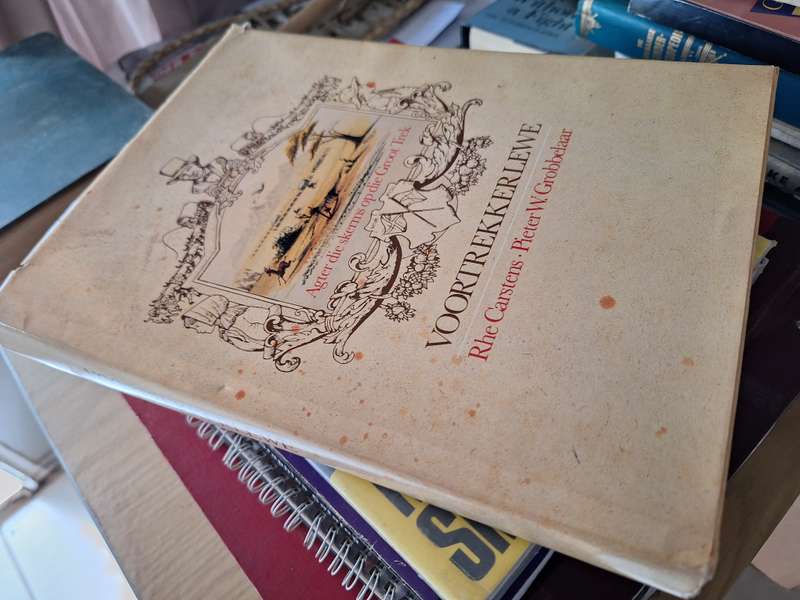 Agter die skerms op die Groot Trek
VOORTREKKERLEWE
Rhe Carstens · Pieter W. Grobbelaar